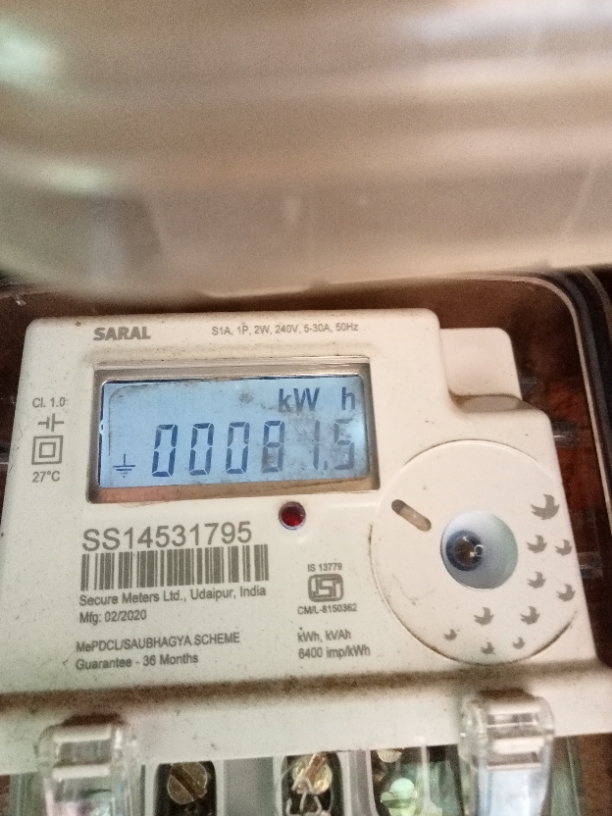 SARAL
S1A, 1P, 2W, 240V, 5-30A, 50Hz
Cl. 1.0
27°C
kW h
000081.5
SS14531795
Secure Meters Ltd., Udaipur, India
Mfg: 02/2020
MePDCL/SAUBHAGYA SCHEME
Guarantee - 36 Months
IS 13779
ISI
CM/L-8150362
kWh, kVAh
6400 imp/kWh